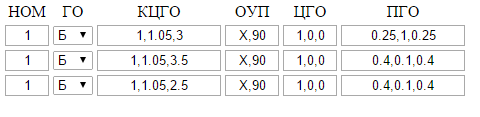 НОМ ГО КЦГО ОУП ЦГО ПГО
1 Б 1,1.05,3 Х,90 1,0,0 0.25,1,0.25
1 Б 1,1.05,3.5 Х,90 1,0,0 0.4,0.1,0.4
1 Б 1,1.05,2.5 Х,90 1,0,0 0.4,0.1,0.4